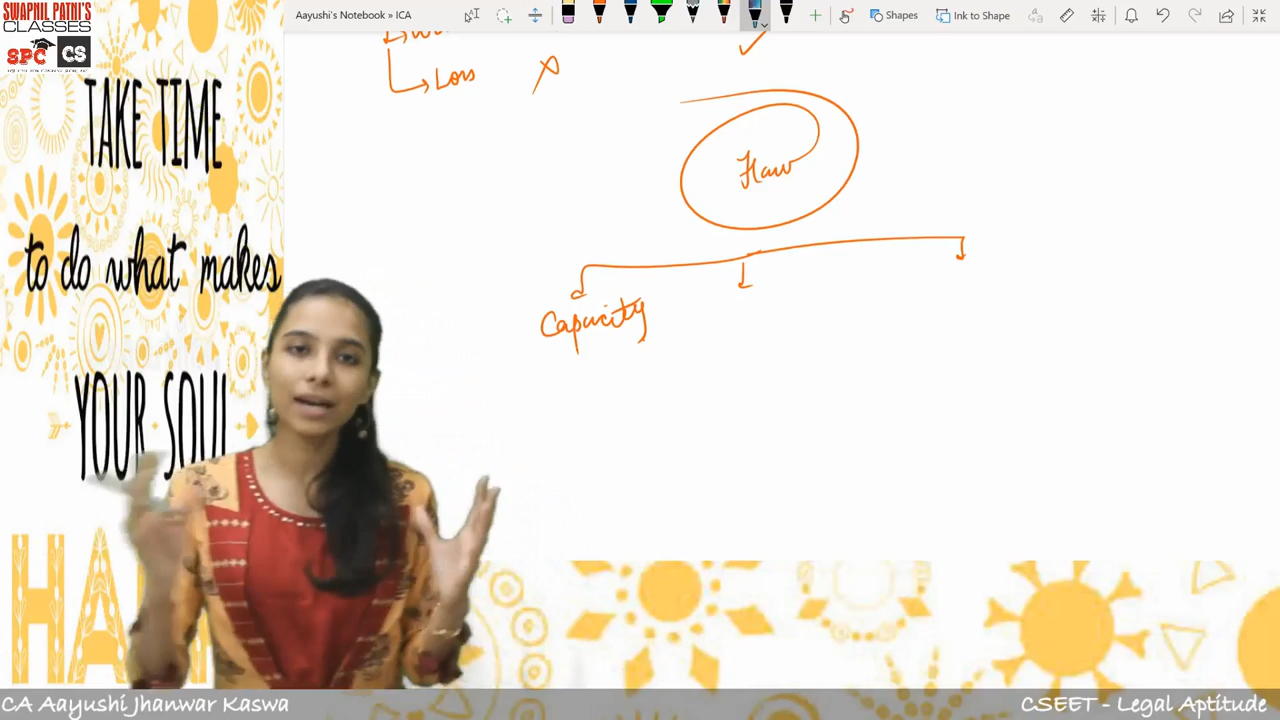 SWAPNIL PATNI'S
CLASSES
SPC CS
Aayushi's Notebook » ICA
Shapes
Ink to Shape
TAKE TIME
to do what makes
YOUR SOUL
Loss X
Flaw
Capacity
CA Aayushi Jhanwar Kaswa
CSEET - Legal Aptitude